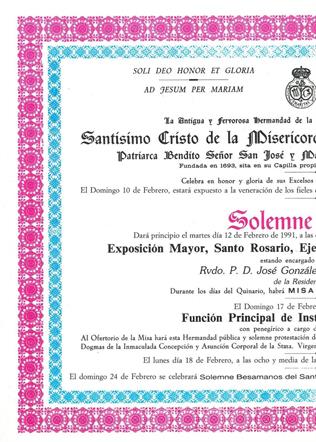 SOLI DEO HONOR ET GLORIA
AD JESUM PER MARIAM
La Antigua y Fervorosa Hermandad de la
Santísimo Cristo de la Misericor
Patriarca Bendito Señor San José y Ma
Fundada en 1693, sita en su Capilla propi
Celebra en honor y gloria de sus Excelsos
El Domingo 10 de Febrero, estará expuesto a la veneración de los fieles
Solemne
Dará principio el martes día 12 de Febrero de 1991, a las
Exposición Mayor, Santo Rosario, Eje
estando encargado
Rvdo. P. D. José Gonzále
de la Reside
Durante los días del Quinario, habrá MISA
El Domingo 17 de Febrer
Función Principal de Inst
con penegírico a cargo d
Al Ofertorio de la Misa hará esta Hermandad pública y solemne protestación d
Dogmas de la Inmaculada Concepción y Asunción Corporal de la Stma. Virge
El lunes día 18 de Febrero, a las ocho y media de la
El domingo 24 de Febrero se celebrará Solemne Besamanos del Sant